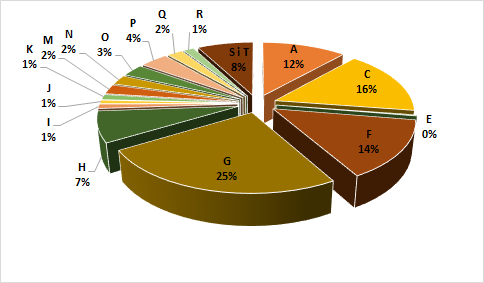 A
12%
C
16%
E
0%
F
14%
G
25%
H
7%
I
1%
J
1%
K
1%
M
2%
N
2%
O
3%
P
4%
Q
2%
R
1%
S i T
8%